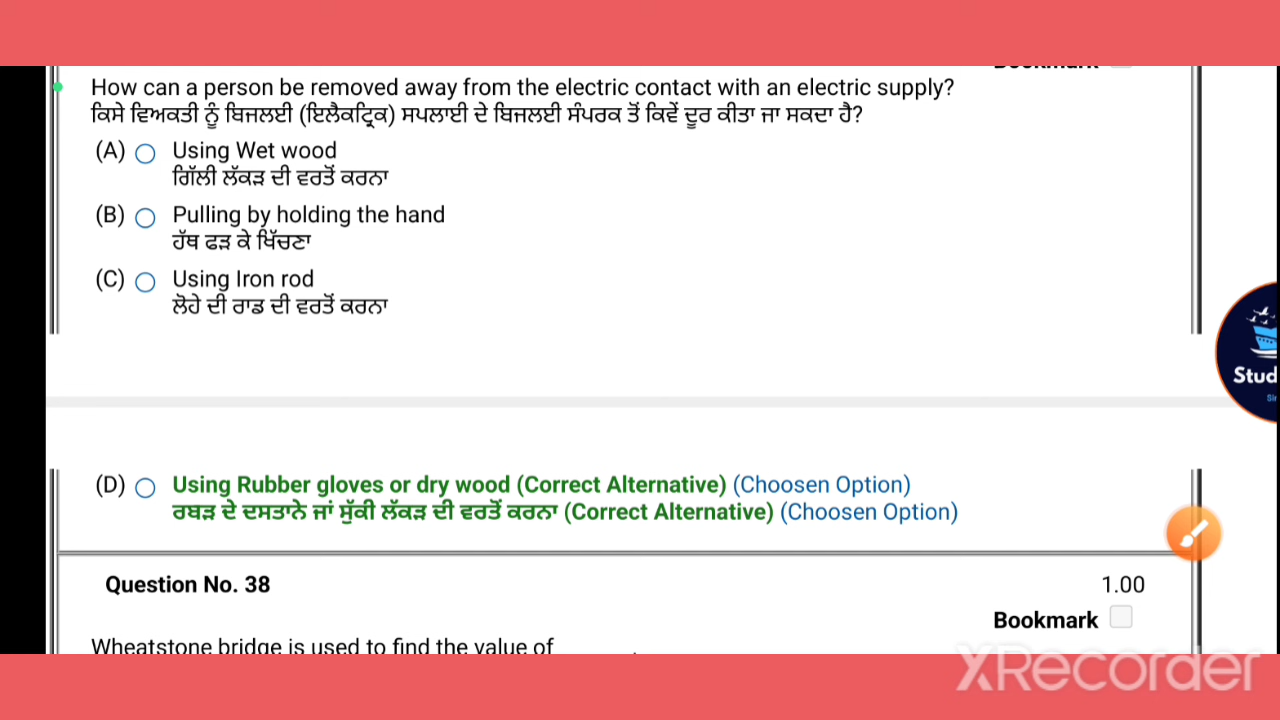 How can a person be removed away from the electric contact with an electric supply?
ਕਿਸੇ ਵਿਅਕਤੀ ਨੂੰ ਬਿਜਲਈ (ਇਲੈਕਟ੍ਰਿਕ) ਸਪਲਾਈ ਦੇ ਬਿਜਲਈ ਸੰਪਰਕ ਤੋਂ ਕਿਵੇਂ ਦੂਰ ਕੀਤਾ ਜਾ ਸਕਦਾ ਹੈ?
(A) Using Wet wood
ਗਿੱਲੀ ਲੱਕੜ ਦੀ ਵਰਤੋਂ ਕਰਨਾ
(B) Pulling by holding the hand
ਹੱਥ ਫੜ ਕੇ ਖਿੱਚਣਾ
(C) Using Iron rod
ਲੋਹੇ ਦੀ ਰਾਡ ਦੀ ਵਰਤੋਂ ਕਰਨਾ
Stud
(D) Using Rubber gloves or dry wood (Correct Alternative) (Choosen Option)
ਰਬੜ ਦੇ ਦਸਤਾਨੇ ਜਾਂ ਸੁੱਕੀ ਲੱਕੜ ਦੀ ਵਰਤੋਂ ਕਰਨਾ (Correct Alternative) (Choosen Option)
Question No. 38 1.00
Bookmark
Wheatstone bridge is used to find the value of
XRecorder